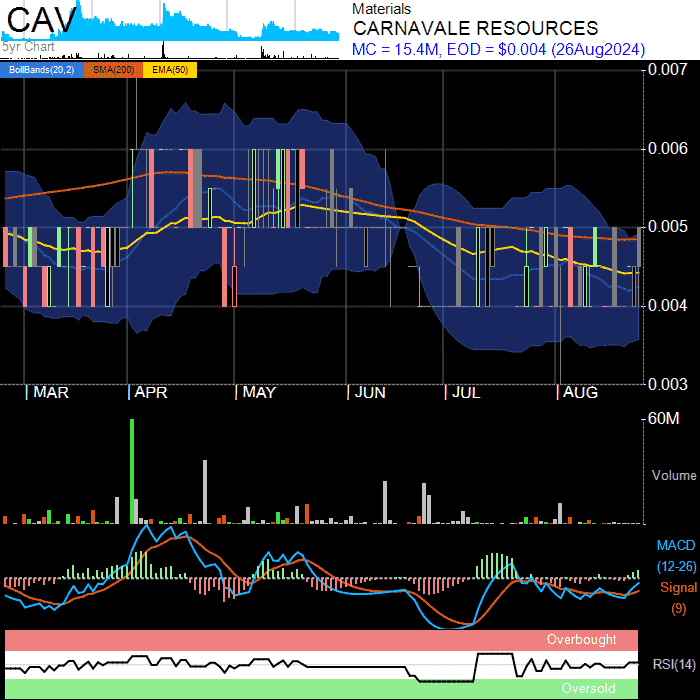 CAV
5yr Chart
Materials
CARNAVALE RESOURCES
MC = 15.4M, EOD = $0.004 (26Aug2024)
BollBands(20,2) SMA(200) EMA(50)
0.007
0.006
0.005
0.004
0.003
MAR APR MAY JUN JUL AUG
60M
Volume
MACD
(12-26)
Signal
(9)
Overbought
RSI(14)
Oversold